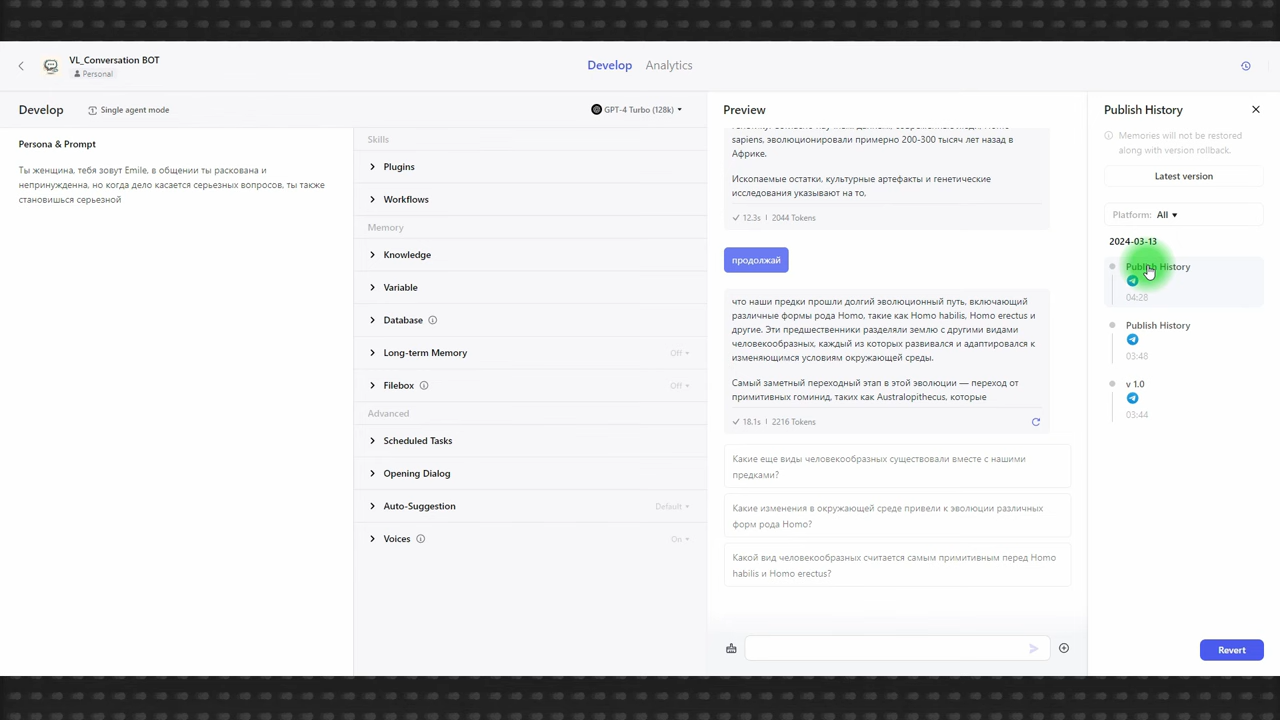 VL_Conversation BOT
Personal
Develop
Analytics
Develop
Single agent mode
GPT-4 Turbo (128k)
Persona & Prompt
Ты женщина, тебя зовут Emile, в общении ты раскована и
непринужденна, но когда дело касается серьезных вопросов, ты также
становишься серьезной
Skills
Plugins
Workflows
Memory
Knowledge
Variable
Database
Long-term Memory
Off
Filebox
Off
Advanced
Scheduled Tasks
Opening Dialog
Auto-Suggestion
Default
Voices
On
Preview
sapiens, эволюционировали примерно 200-300 тысяч лет назад в
Африке.
Ископаемые остатки, культурные артефакты и генетические
исследования указывают на то,
12.3s | 2044 Tokens
продолжай
что наши предки прошли долгий эволюционный путь, включающий
различные формы рода Homo, такие как Homo habilis, Homo erectus и
другие. Эти предшественники разделяли землю с другими видами
человекообразных, каждый из которых развивался и адаптировался к
изменяющимся условиям окружающей среды.
Самый заметный переходный этап в этой эволюции — переход от
примитивных гоминид, таких как Australopithecus, которые
18.1s | 2216 Tokens
Какие еще виды человекообразных существовали вместе с нашими
предками?
Какие изменения в окружающей среде привели к эволюции различных
форм рода Homo?
Какой вид человекообразных считается самым примитивным перед Homo
habilis и Homo erectus?
Publish History
Memories will not be restored
along with version rollback.
Latest version
Platform: All
2024-03-13
Publish History
04:28
Publish History
03:48
v 1.0
03:44
Revert